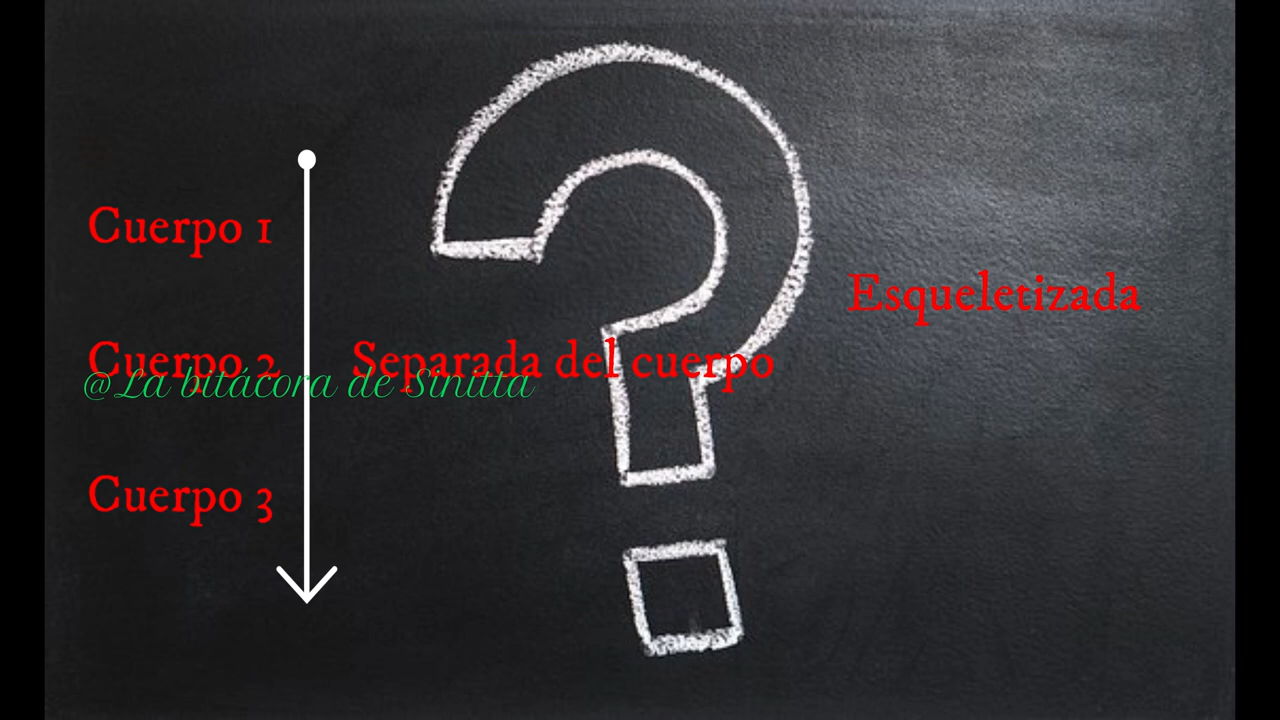 Cuerpo 1
Esqueletizada
Cuerpo 2
Separada del cuerpo
@La bitácora de Sinitta
Cuerpo 3